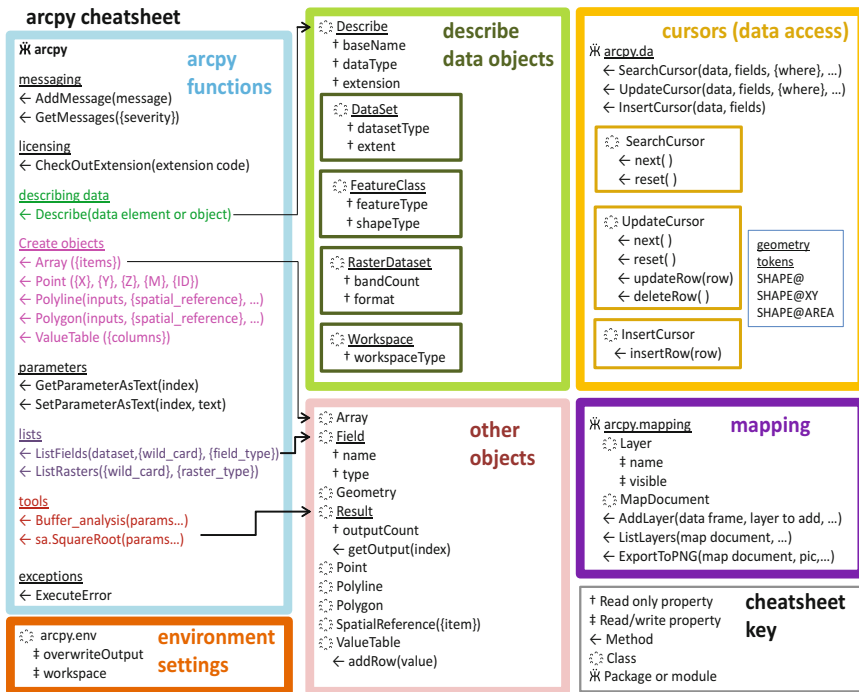 arcpy cheatsheet
Ӝ arcpy
arcpy
functions
messaging
← AddMessage(message)
← GetMessages({severity})
licensing
← CheckOutExtension(extension code)
describing data
← Describe(data element or object)
Create objects
← Array ({items})
← Point ({X}, {Y}, {Z}, {M}, {ID})
← Polyline(inputs, {spatial_reference}, ...)
← Polygon(inputs, {spatial_reference}, ...)
← ValueTable ({columns})
parameters
← GetParameterAsText(index)
← SetParameterAsText(index, text)
lists
← ListFields(dataset,{wild_card}, {field_type})
← ListRasters({wild_card}, {raster_type})
tools
← Buffer_analysis(params...)
← sa.SquareRoot(params...)
exceptions
← ExecuteError
arcpy.env
‡ overwriteOutput
‡ workspace
environment
settings
Describe
† baseName
† dataType
† extension
describe
data objects
DataSet
† datasetType
† extent
FeatureClass
† featureType
† shapeType
RasterDataset
† bandCount
† format
Workspace
† workspaceType
Array
Field
† name
† type
Geometry
Result
† outputCount
← getOutput(index)
Point
Polyline
Polygon
SpatialReference({item})
ValueTable
← addRow(value)
other
objects
cursors (data access)
Ӝ arcpy.da
← SearchCursor(data, fields, {where}, ...)
← UpdateCursor(data, fields, {where}, ...)
← InsertCursor(data, fields)
SearchCursor
← next( )
← reset( )
UpdateCursor
← next( )
← reset( )
← updateRow(row)
← deleteRow( )
geometry
tokens
SHAPE@
SHAPE@XY
SHAPE@AREA
InsertCursor
← insertRow(row)
Ӝ arcpy.mapping
mapping
Layer
‡ name
‡ visible
MapDocument
← AddLayer(data frame, layer to add, ...)
← ListLayers(map document, ...)
← ExportToPNG(map document, pic,...)
† Read only property
‡ Read/write property
← Method
Class
Ӝ Package or module
cheatsheet
key